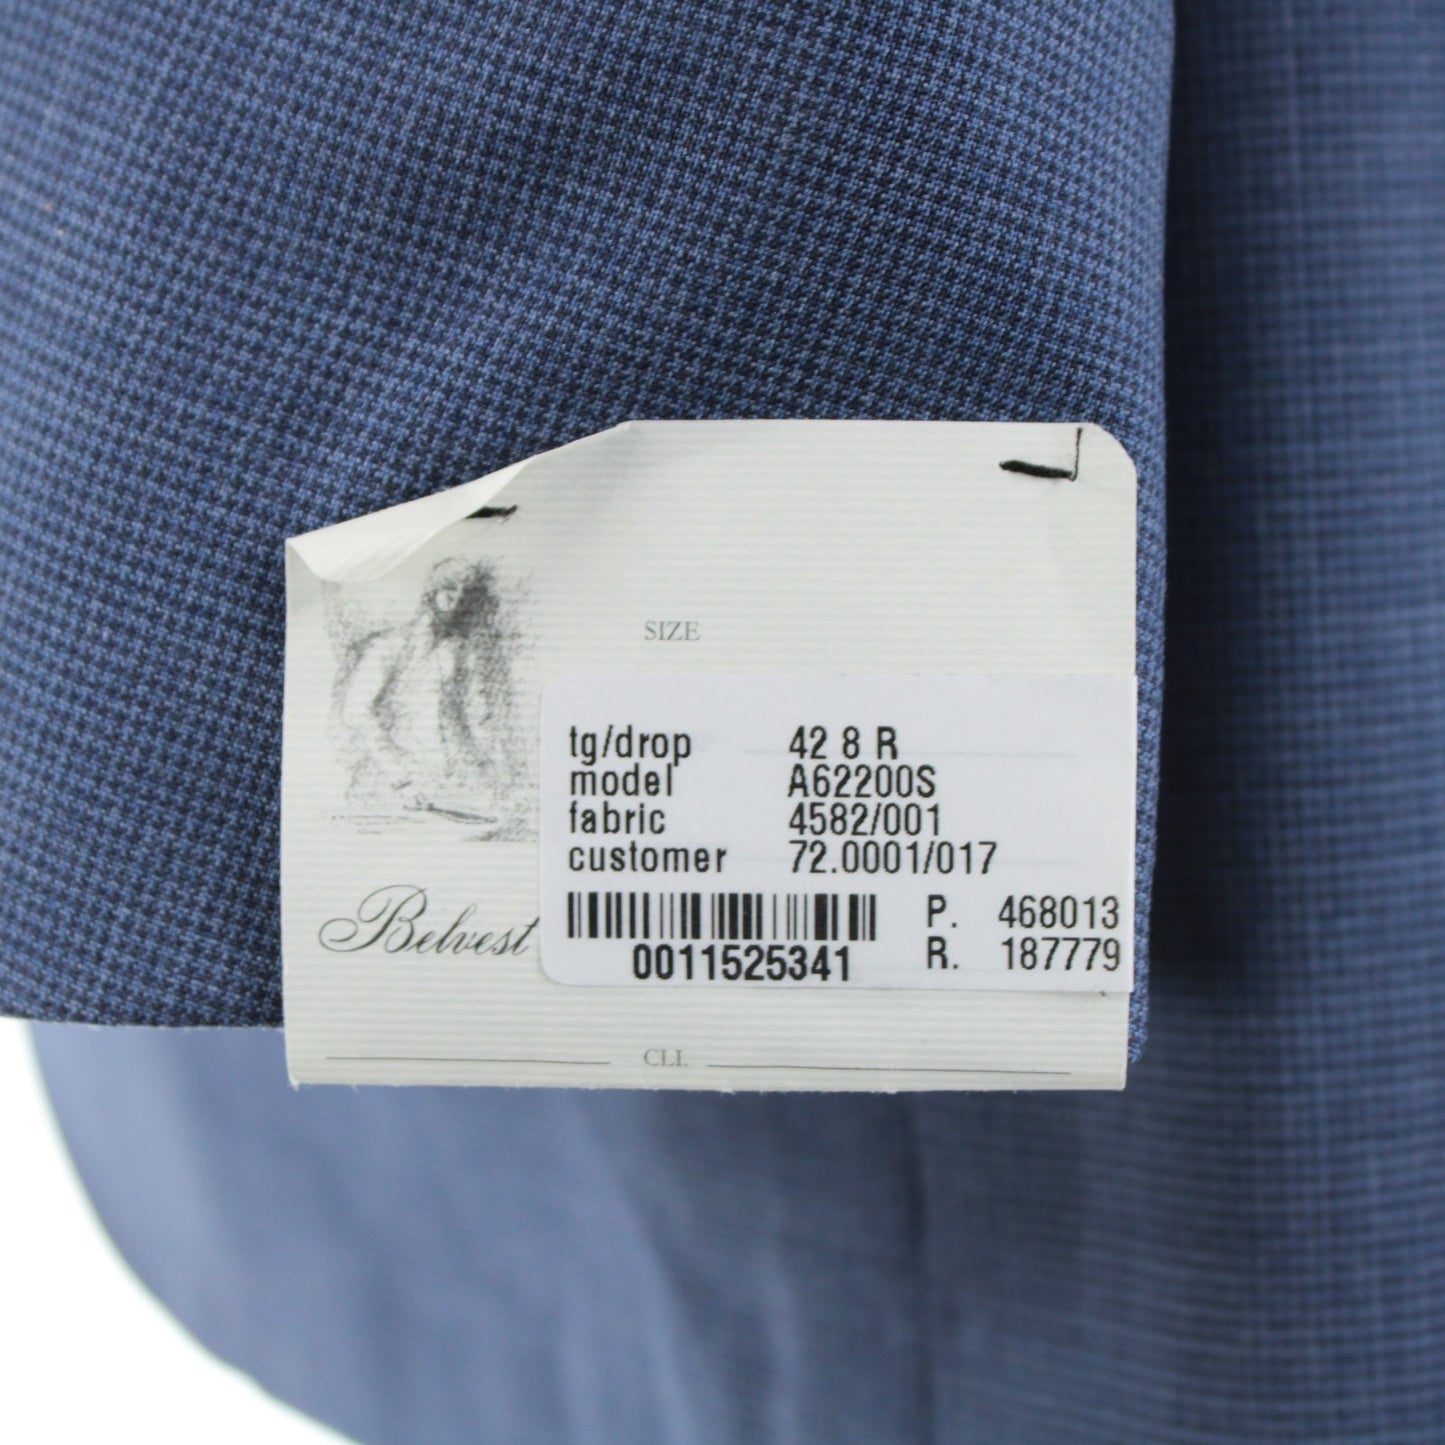 SIZE
tg/drop 42 8 R
model A62200S
fabric 4582/001
customer 72.0001/017
Belvest
P. 468013
0011525341
R. 187779
CLI.